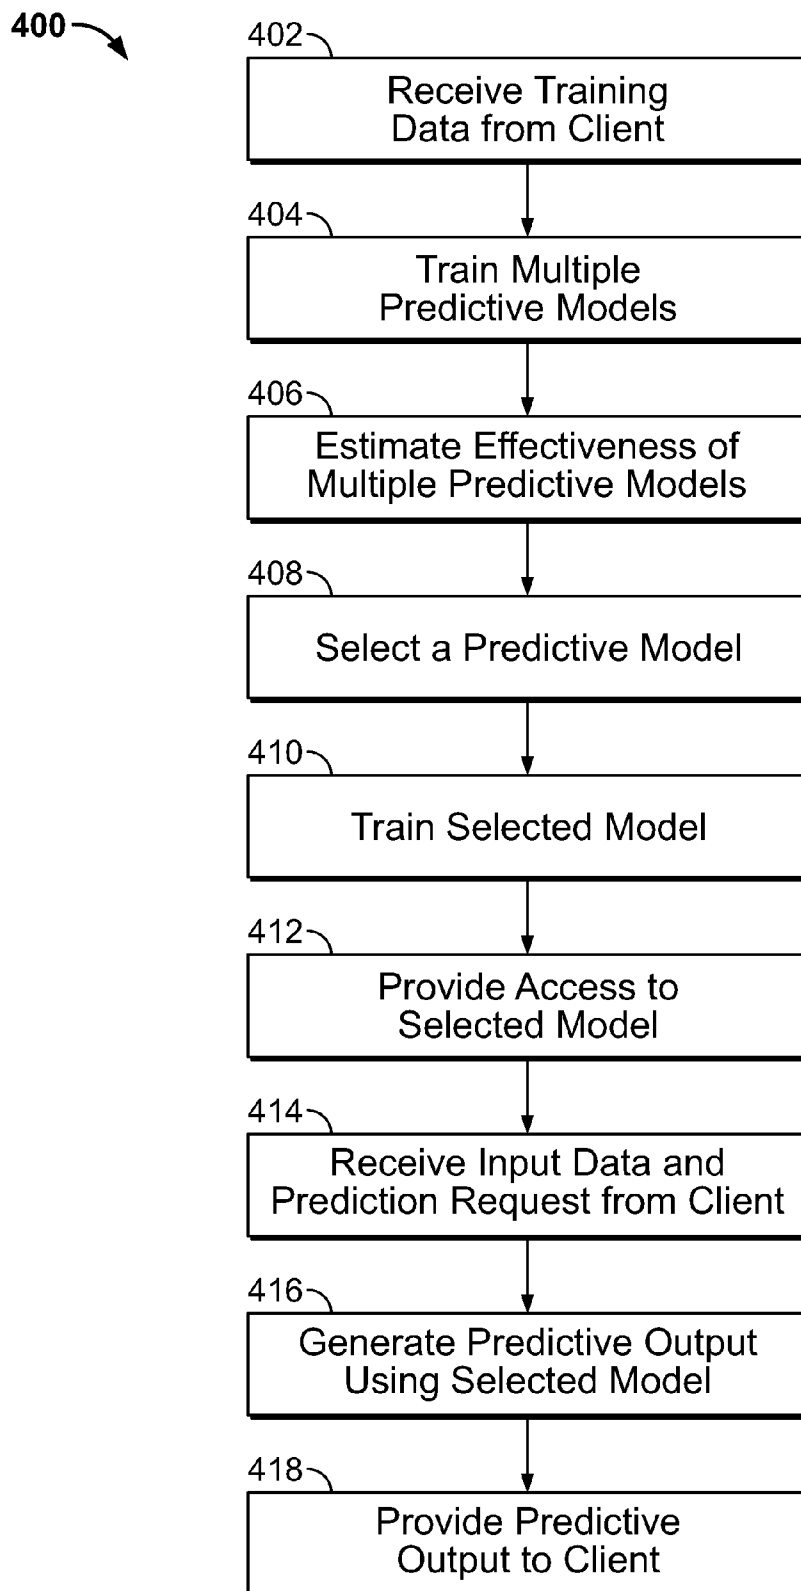 400
402
Receive Training
Data from Client
404
Train Multiple
Predictive Models
406
Estimate Effectiveness of
Multiple Predictive Models
408
Select a Predictive Model
410
Train Selected Model
412
Provide Access to
Selected Model
414
Receive Input Data and
Prediction Request from Client
416
Generate Predictive Output
Using Selected Model
418
Provide Predictive
Output to Client